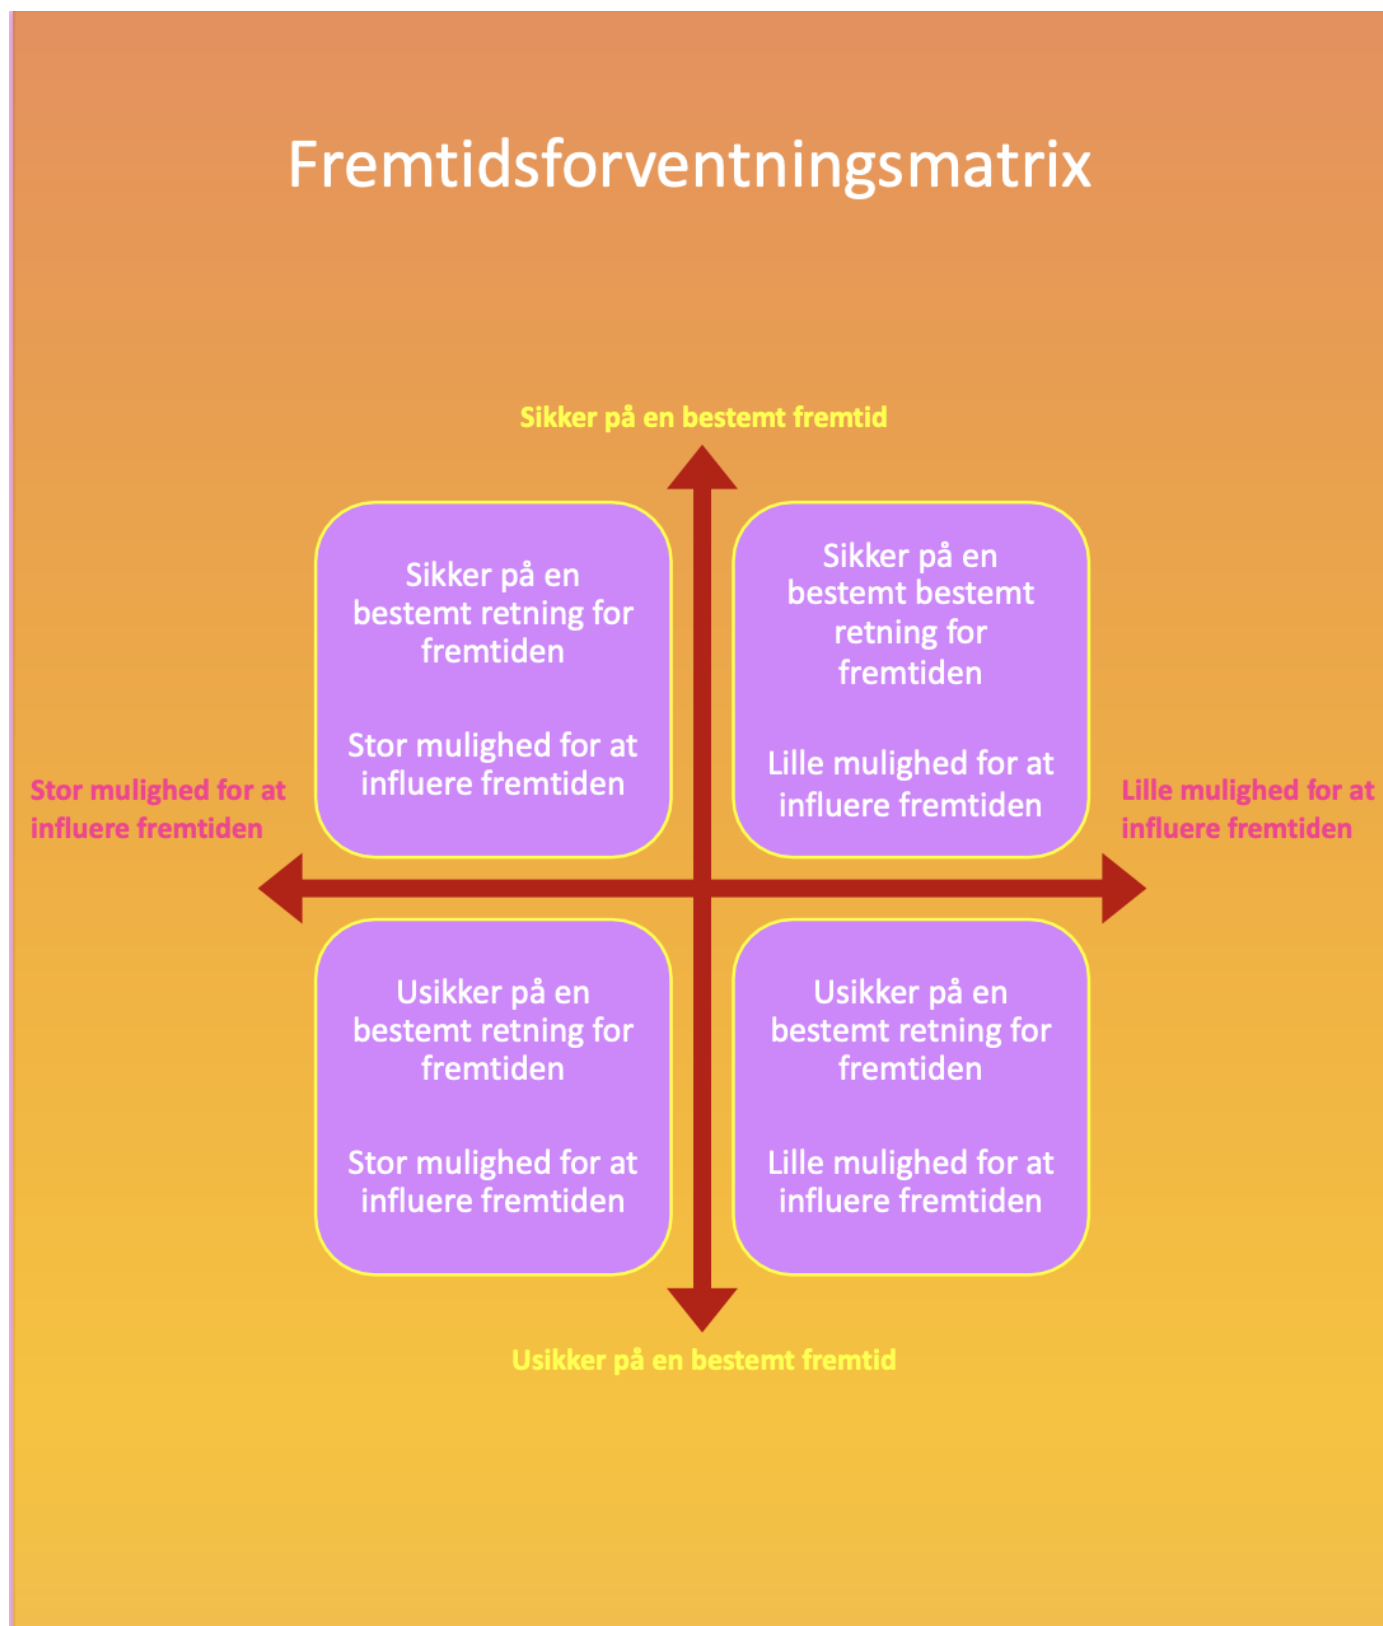 Fremtidsforventningsmatrix
Sikker på en bestemt fremtid
Sikker på en
bestemt retning for
fremtiden
Stor mulighed for at
influere fremtiden
Sikker på en
bestemt bestemt
retning for
fremtiden
Lille mulighed for at
influere fremtiden
Stor mulighed for at
influere fremtiden
Lille mulighed for at
influere fremtiden
Usikker på en
bestemt retning for
fremtiden
Stor mulighed for at
influere fremtiden
Usikker på en
bestemt retning for
fremtiden
Lille mulighed for at
influere fremtiden
Usikker på en bestemt fremtid